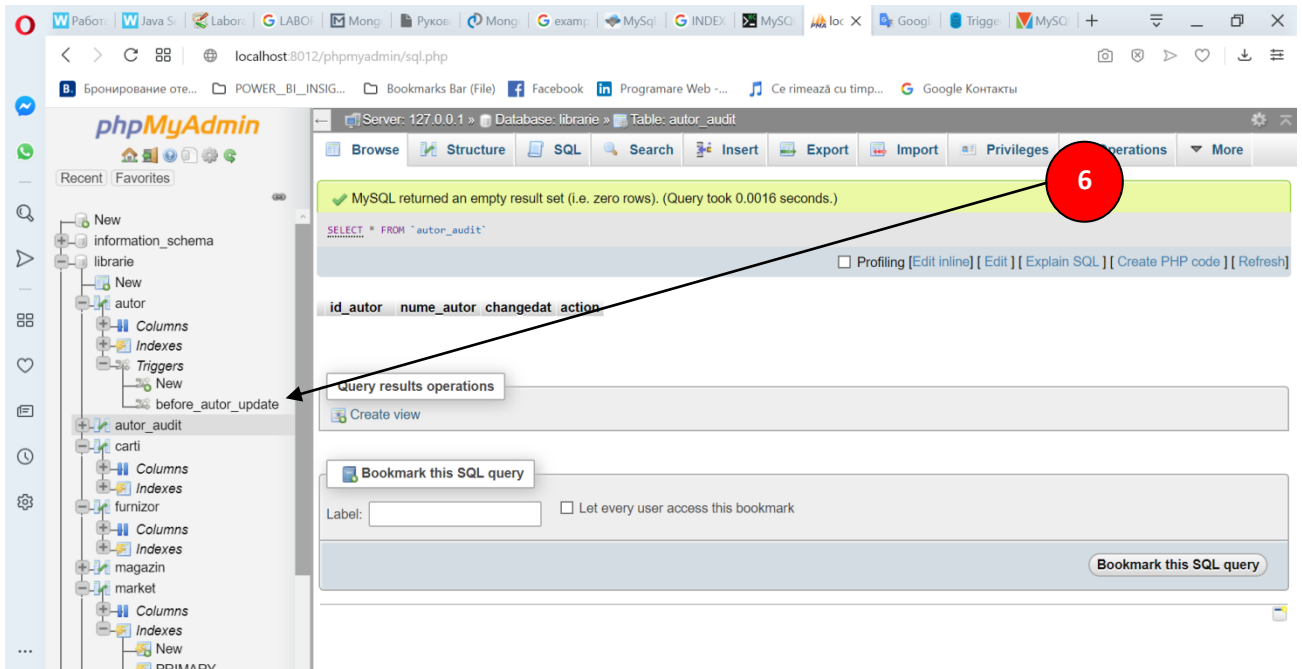 Работ Java S Labor LABOR Mong Руков Mong examp MySql INDEX MySQ loc Googl Trigge MySQ
localhost:8012/phpmyadmin/sql.php
Бронирование оте... POWER_BI_INSIG... Bookmarks Bar (File) Facebook Programare Web -... Ce rimează cu timp... Google Контакты
phpMyAdmin
Recent Favorites
New
information_schema
librarie
New
autor
Columns
Indexes
Triggers
New
before_autor_update
autor_audit
carti
Columns
Indexes
furnizor
Columns
Indexes
magazin
market
Columns
Indexes
New
PRIMARY
Server: 127.0.0.1 » Database: librarie » Table: autor_audit
Browse Structure SQL Search Insert Export Import Privileges Operations More
6
MySQL returned an empty result set (i.e. zero rows). (Query took 0.0016 seconds.)
SELECT * FROM `autor_audit`
Profiling [Edit inline] [ Edit ] [ Explain SQL ] [ Create PHP code ] [ Refresh]
id_autor nume_autor changedat action
Query results operations
Create view
Bookmark this SQL query
Label: Let every user access this bookmark
Bookmark this SQL query